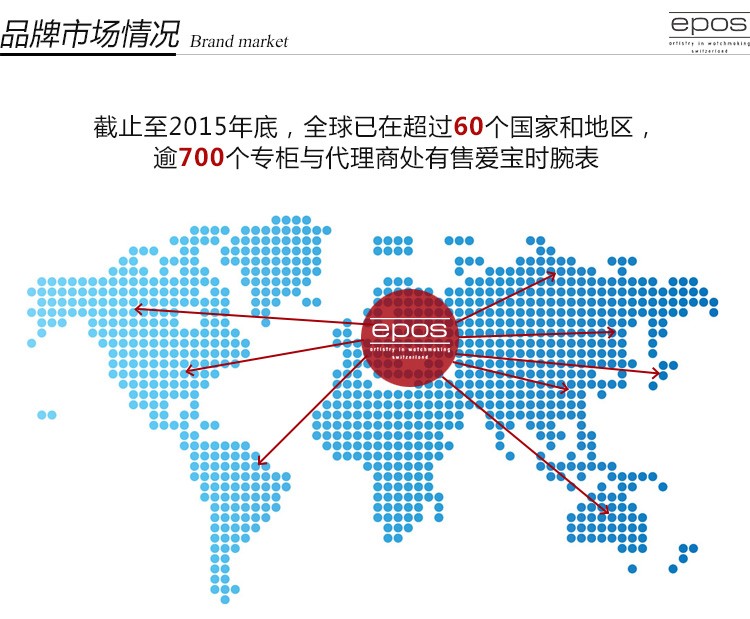 品牌市场情况 Brand market
epos
artistry in watchmaking
switzerland
截止至2015年底，全球已在超过60个国家和地区，
逾700个专柜与代理商处有售爱宝时腕表
epos
artistry in watchmaking
switzerland